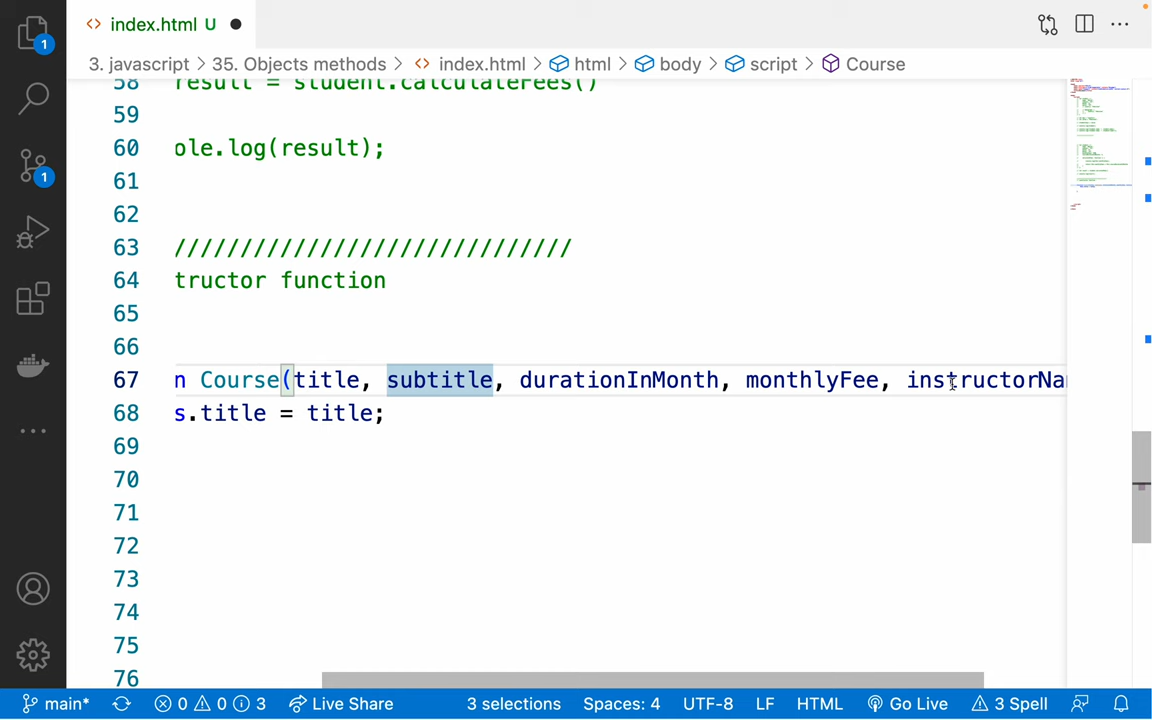 index.html U
3. javascript > 35. Objects methods > <> index.html > html > body > script > Course
58 result = student.calculateFees()
59
60 ole.log(result);
61
62
63 //////////////////////////////
64 tructor function
65
66
67 n Course(title, subtitle, durationInMonth, monthlyFee, instructorNa
68 s.title = title;
69
70
71
72
73
74
75
76
1
1
main* 0 0 3 Live Share 3 selections Spaces: 4 UTF-8 LF HTML Go Live 3 Spell